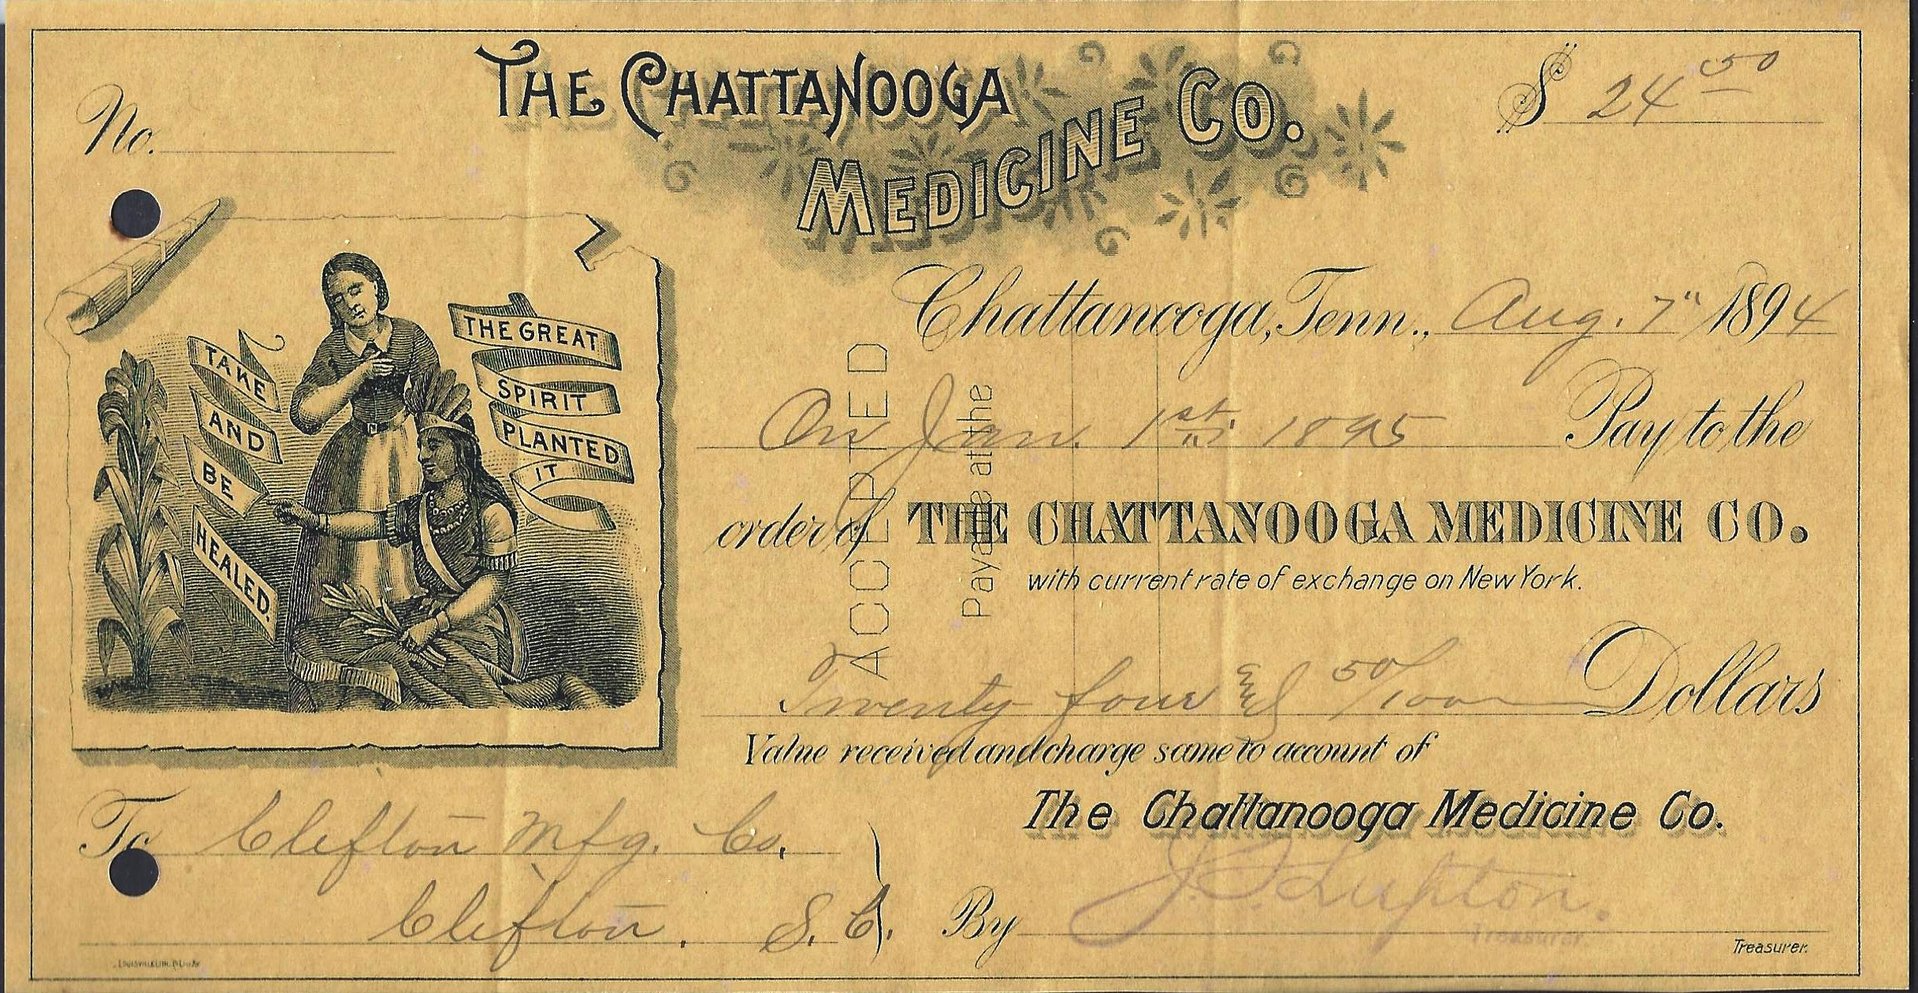 THE CHATTANOOGA
MEDICINE CO.
No.
$ 24 50
Chattanooga, Tenn., Aug. 7" 1894
On Jan. 1st 1895 Pay to the
order of THE CHATTANOOGA MEDICINE CO.
with current rate of exchange on New York.
Twenty four and 50/100 Dollars
Value received and charge same to account of
The Chattanooga Medicine Co.
To Clifton Mfg. Co.
Clifton. S. C.
By J. T. Lupton.
Treasurer.
Treasurer.
ACCEPTED
Payable at the
TAKE
AND
BE
HEALED.
THE GREAT
SPIRIT
PLANTED
IT